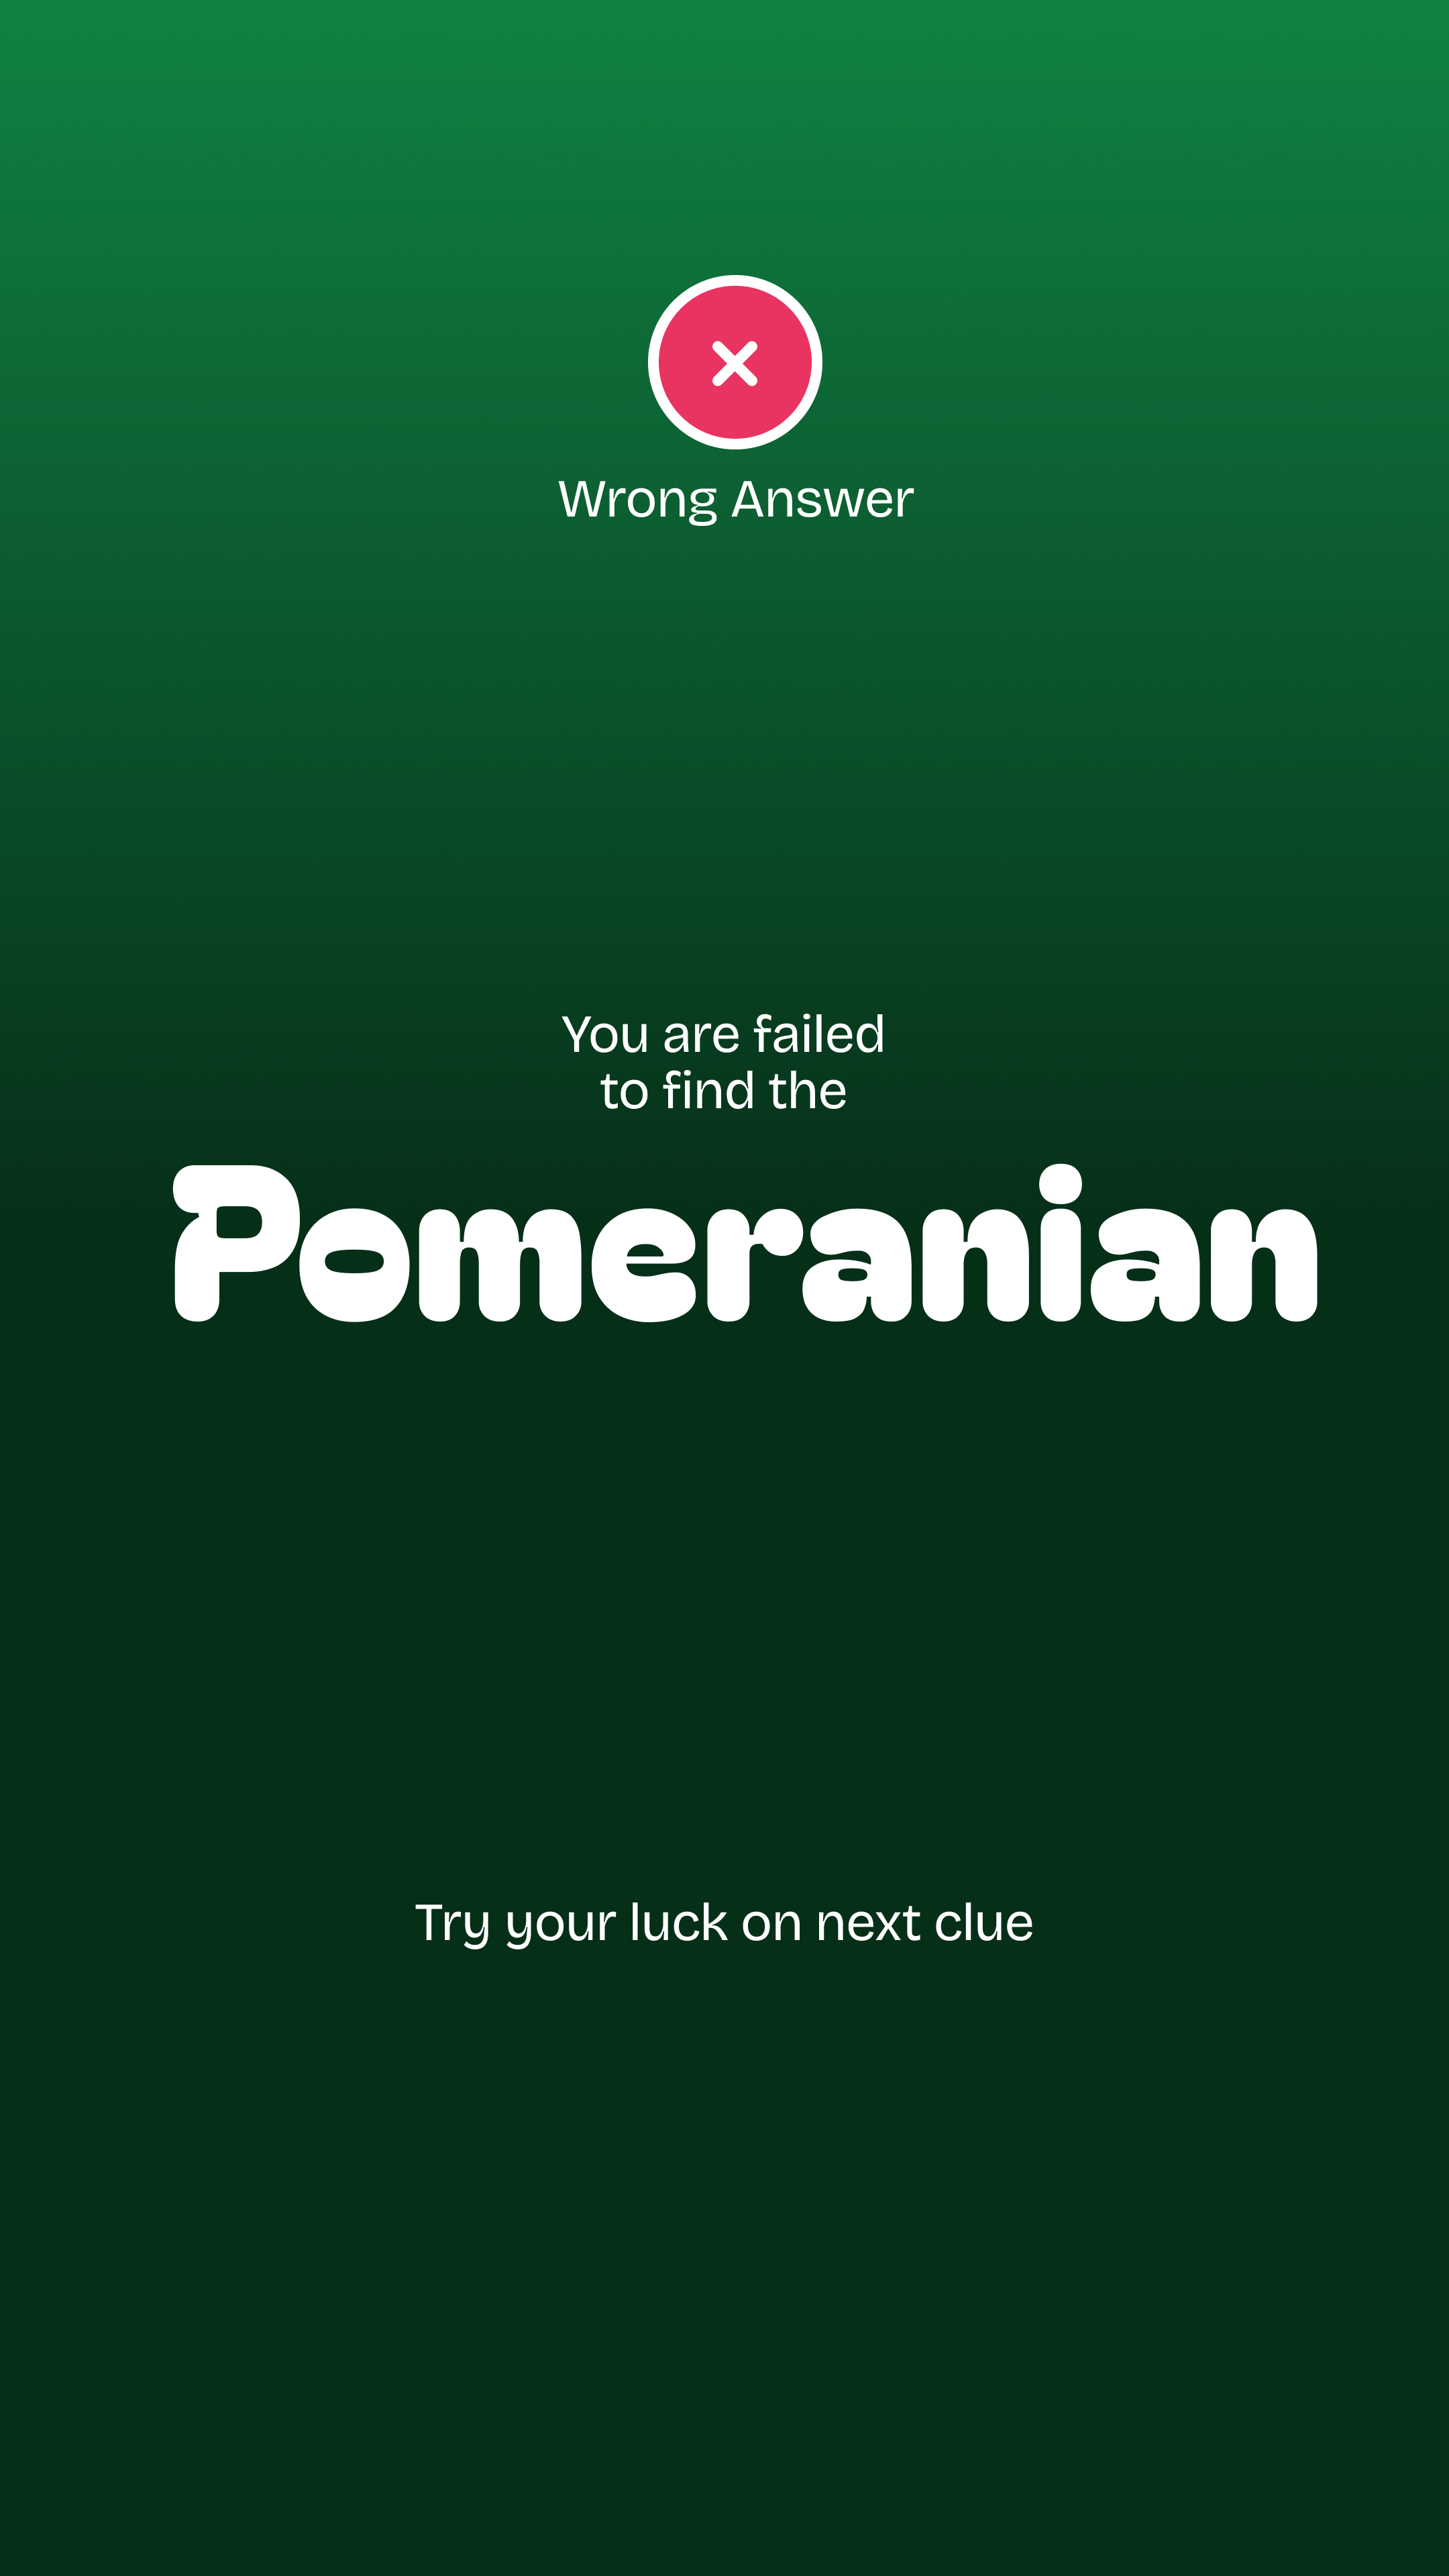 Wrong Answer
You are failed
to find the
Pomeranian
Try your luck on next clue